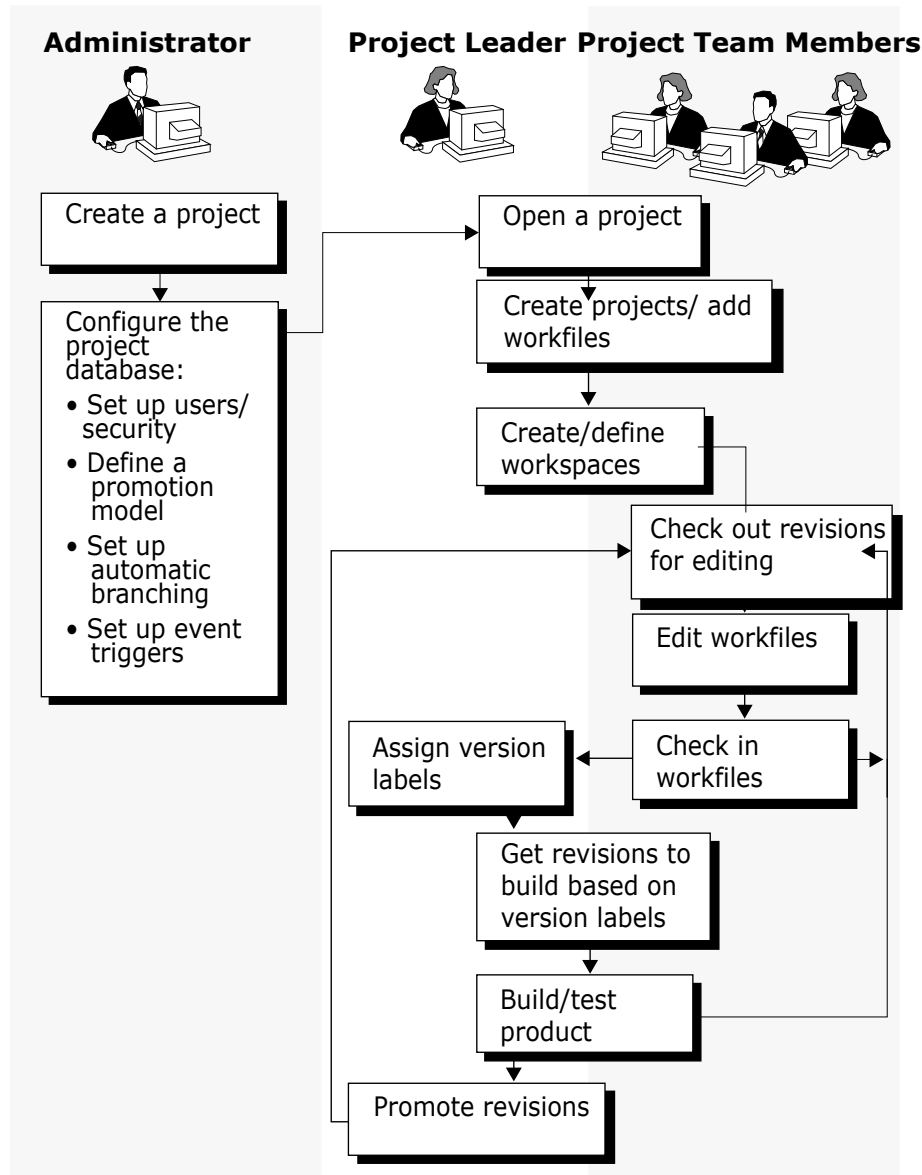 Administrator
Project Leader
Project Team Members
Create a project
Configure the
project
database:
• Set up users/
security
• Define a
promotion
model
• Set up
automatic
branching
• Set up event
triggers
Open a project
Create projects/ add
workfiles
Create/define
workspaces
Check out revisions
for editing
Edit workfiles
Check in
workfiles
Assign version
labels
Get revisions to
build based on
version labels
Build/test
product
Promote revisions